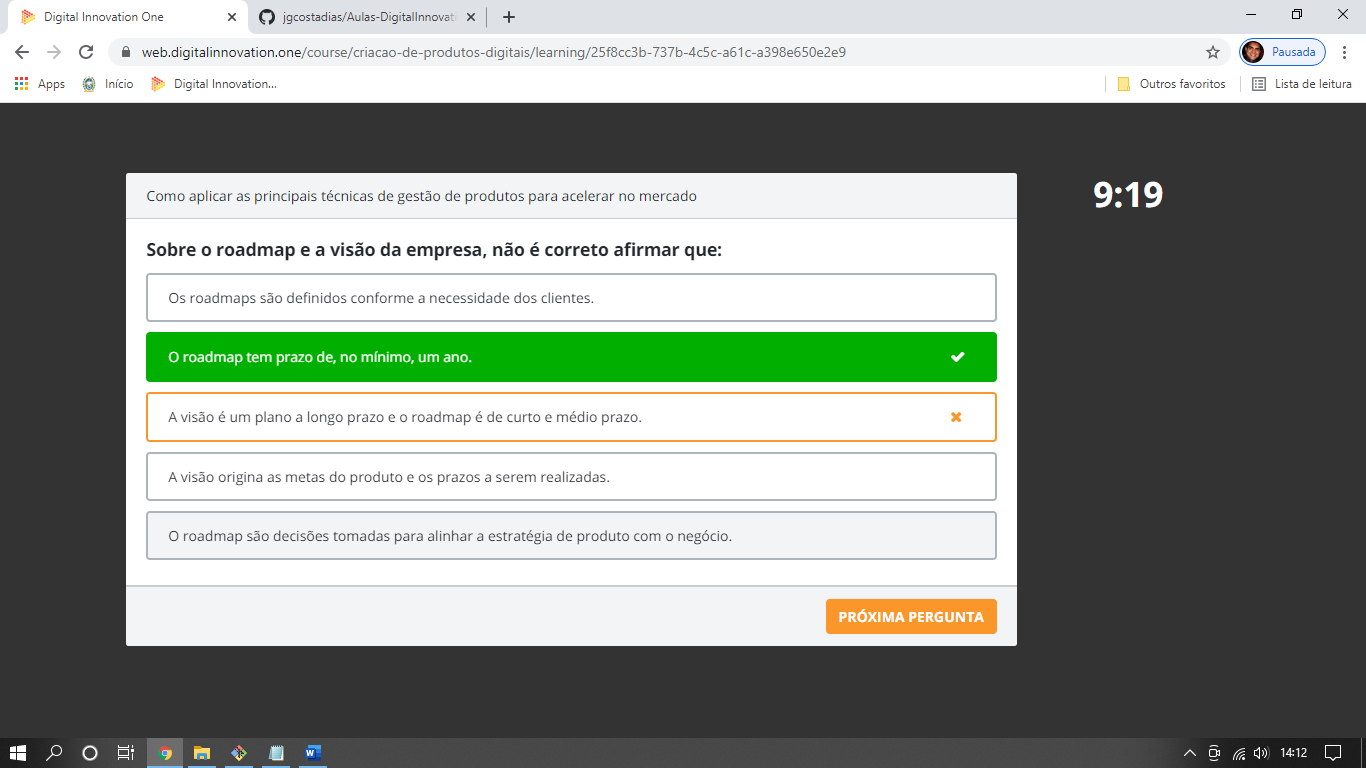 Digital Innovation One
jgcostadias/Aulas-DigitalInnovati
web.digitalinnovation.one/course/criacao-de-produtos-digitais/learning/25f8cc3b-737b-4c5c-a61c-a398e650e2e9
Pausada
Apps
Início
Digital Innovation...
Outros favoritos
Lista de leitura
Como aplicar as principais técnicas de gestão de produtos para acelerar no mercado
9:19
Sobre o roadmap e a visão da empresa, não é correto afirmar que:
Os roadmaps são definidos conforme a necessidade dos clientes.
O roadmap tem prazo de, no mínimo, um ano.
A visão é um plano a longo prazo e o roadmap é de curto e médio prazo.
A visão origina as metas do produto e os prazos a serem realizadas.
O roadmap são decisões tomadas para alinhar a estratégia de produto com o negócio.
PRÓXIMA PERGUNTA
14:12